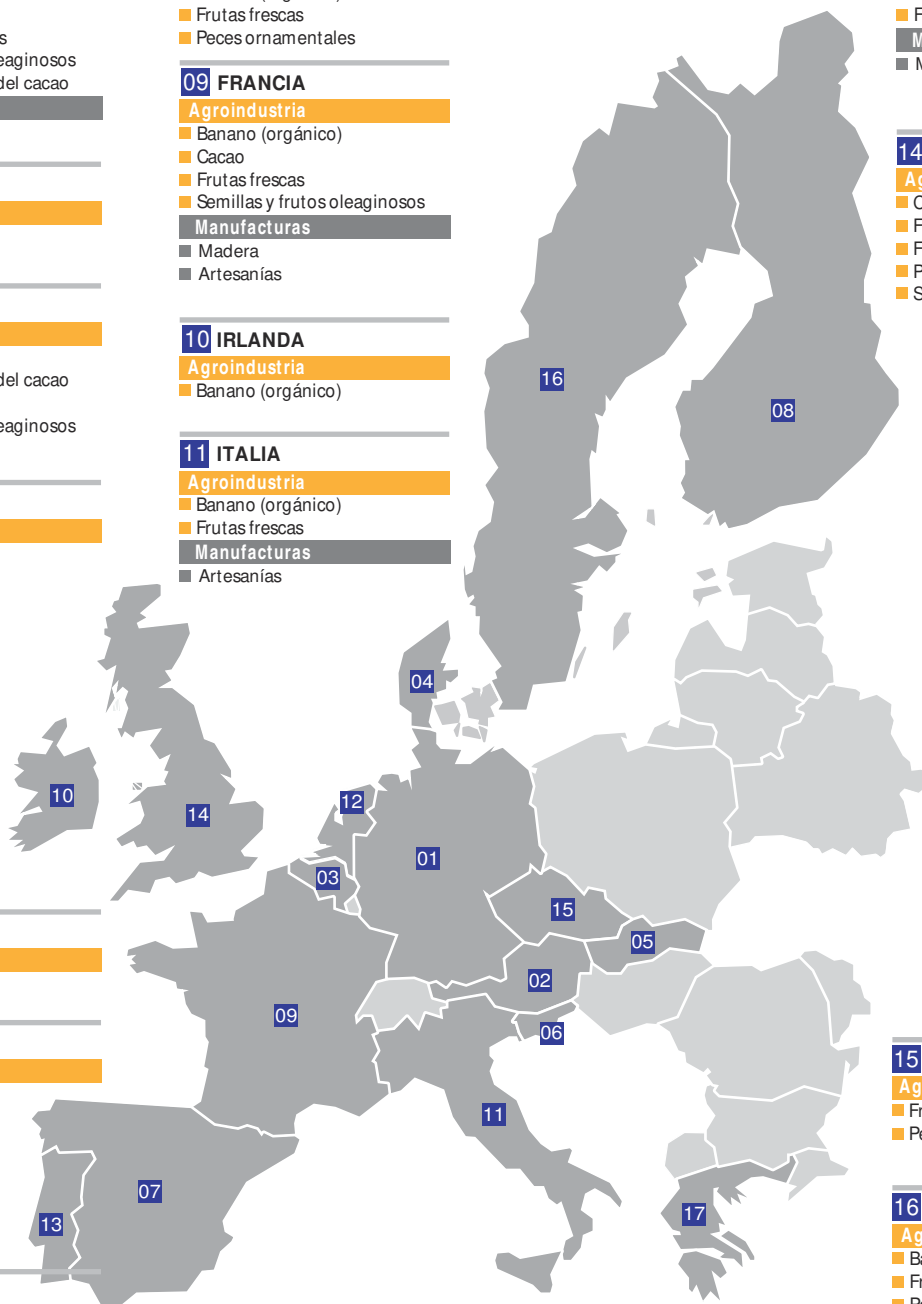 Frutas frescas
Peces ornamentales
del cacao
09 FRANCIA
Agroindustria
Banano (orgánico)
Cacao
Frutas frescas
Semillas y frutos oleaginosos
Manufacturas
Madera
Artesanías
10 IRLANDA
Agroindustria
Banano (orgánico)
del cacao
11 ITALIA
Agroindustria
Banano (orgánico)
Frutas frescas
Manufacturas
Artesanías
14
16
08
04
10
14
12
01
03
15
05
02
09
06
11
07
13
17
15
16